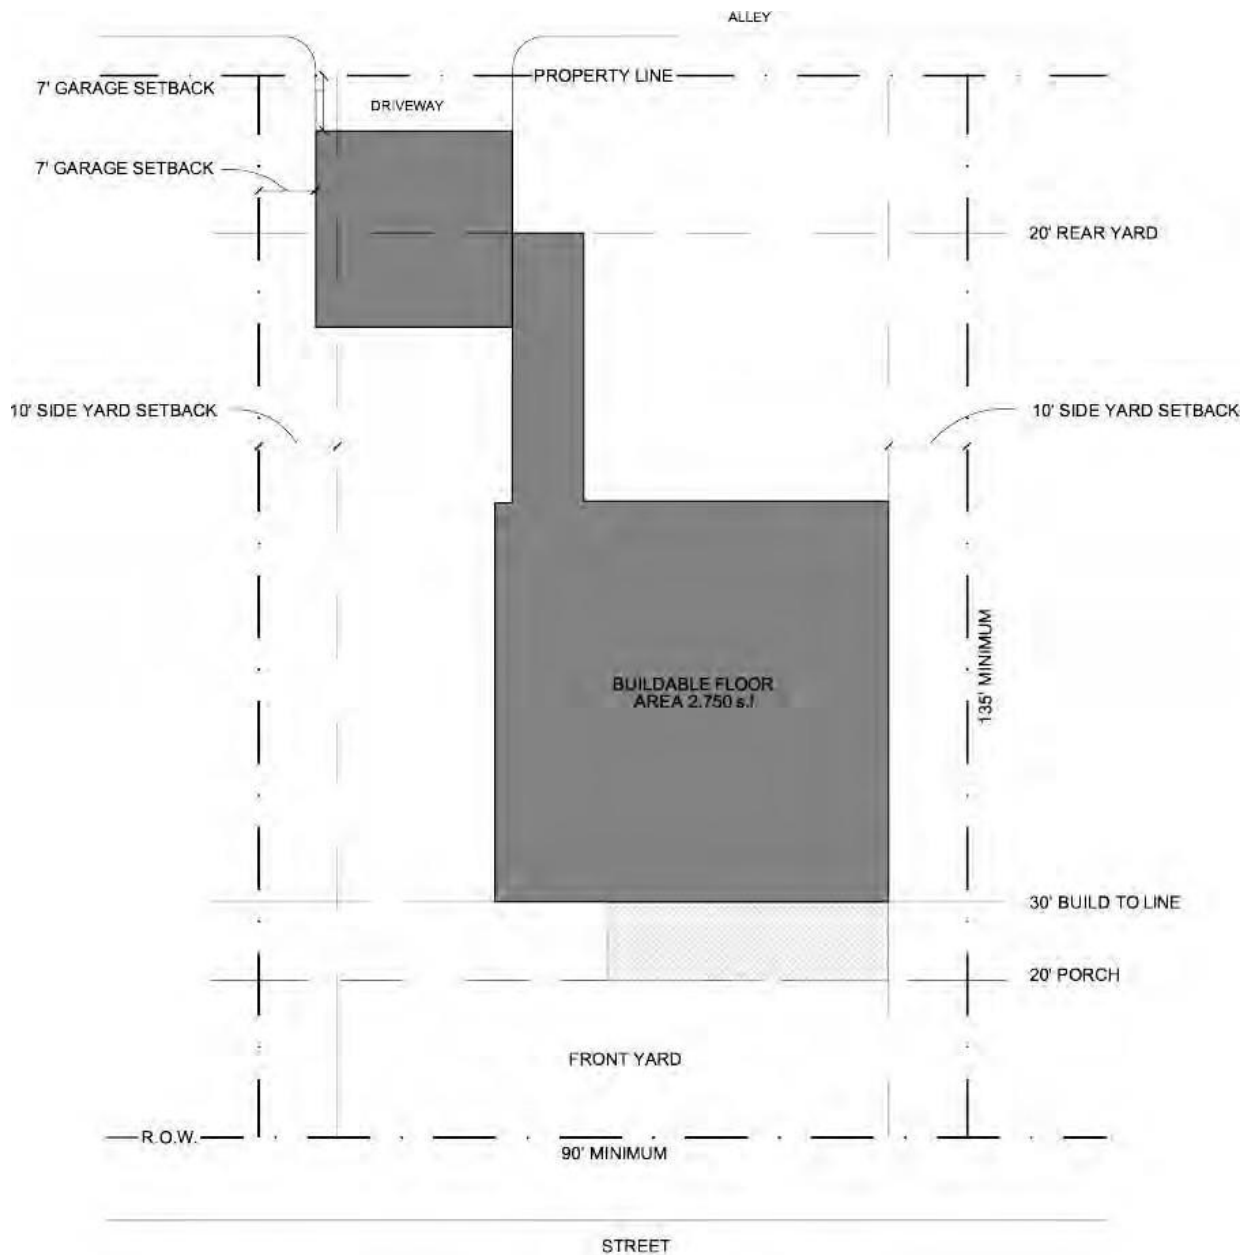 ALLEY
PROPERTY LINE
7' GARAGE SETBACK
DRIVEWAY
7' GARAGE SETBACK
20' REAR YARD
10' SIDE YARD SETBACK
10' SIDE YARD SETBACK
135' MINIMUM
BUILDABLE FLOOR
AREA 2.750 s.f
30' BUILD TO LINE
20' PORCH
FRONT YARD
R.O.W.
90' MINIMUM
STREET